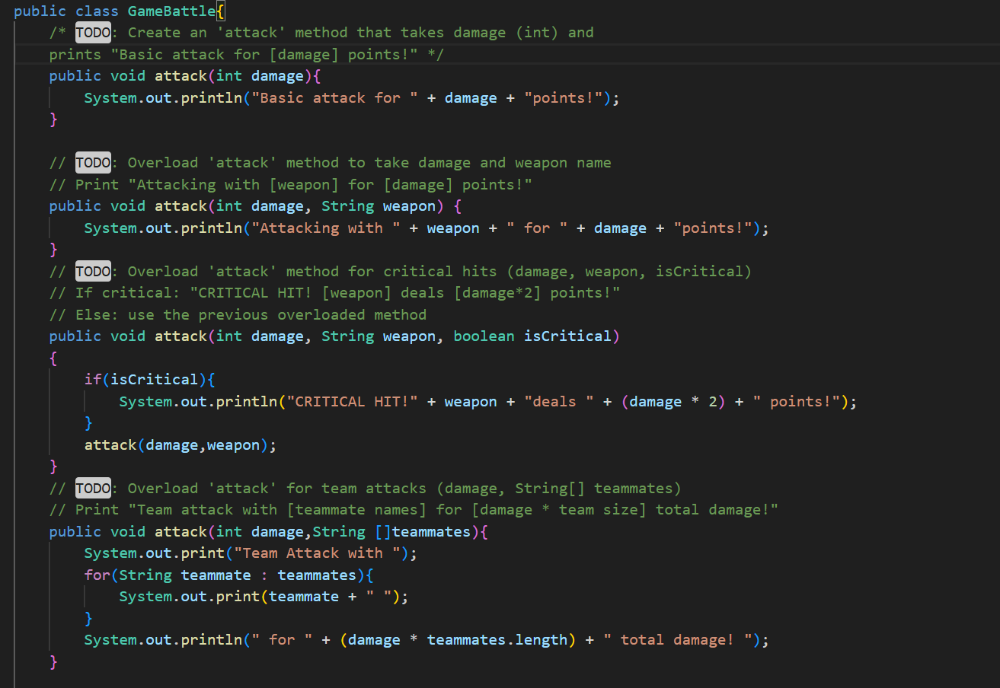 public class GameBattle{
/* TODO: Create an 'attack' method that takes damage (int) and
prints "Basic attack for [damage] points!" */
public void attack(int damage){
System.out.println("Basic attack for " + damage + "points!");
}
// TODO: Overload 'attack' method to take damage and weapon name
// Print "Attacking with [weapon] for [damage] points!"
public void attack(int damage, String weapon) {
System.out.println("Attacking with " + weapon + " for " + damage + "points!");
}
// TODO: Overload 'attack' method for critical hits (damage, weapon, isCritical)
// If critical: "CRITICAL HIT! [weapon] deals [damage*2] points!"
// Else: use the previous overloaded method
public void attack(int damage, String weapon, boolean isCritical)
{
if(isCritical){
System.out.println("CRITICAL HIT!" + weapon + "deals " + (damage * 2) + " points!");
}
attack(damage,weapon);
}
// TODO: Overload 'attack' for team attacks (damage, String[] teammates)
// Print "Team attack with [teammate names] for [damage * team size] total damage!"
public void attack(int damage,String []teammates){
System.out.print("Team Attack with ");
for(String teammate : teammates){
System.out.print(teammate + " ");
}
System.out.println(" for " + (damage * teammates.length) + " total damage! ");
}